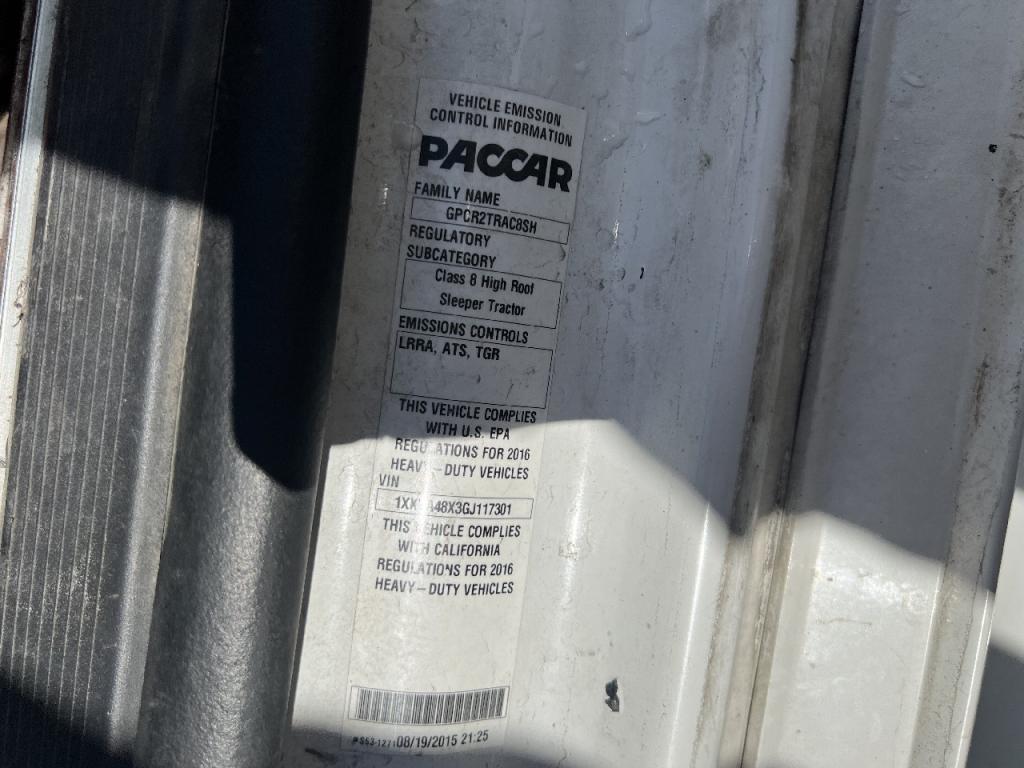 VEHICLE EMISSION
CONTROL INFORMATION
PACCAR
FAMILY NAME
GPCR2TRAC8SH
REGULATORY
SUBCATEGORY
Class 8 High Roof
Sleeper Tractor
EMISSIONS CONTROLS
LRRA, ATS, TGR
THIS VEHICLE COMPLIES
WITH U.S. EPA
REGULATIONS FOR 2016
HEAVY-DUTY VEHICLES
VIN
THIS VEHICLE COMPLIES
WITH CALIFORNIA
REGULATIONS FOR 2016
HEAVY-DUTY VEHICLES
08/19/2015 21:25